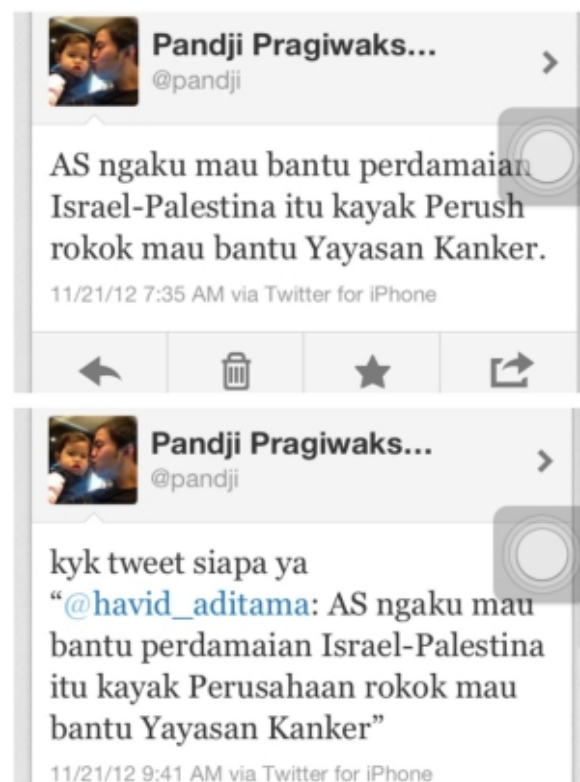 Pandji Pragiwaks...
@pandji
AS ngaku mau bantu perdamaian
Israel-Palestina itu kayak Perush
rokok mau bantu Yayasan Kanker.
11/21/12 7:35 AM via Twitter for iPhone
Pandji Pragiwaks...
@pandji
kyk tweet siapa ya
“@havid_aditama: AS ngaku mau
bantu perdamaian Israel-Palestina
itu kayak Perusahaan rokok mau
bantu Yayasan Kanker”
11/21/12 9:41 AM via Twitter for iPhone